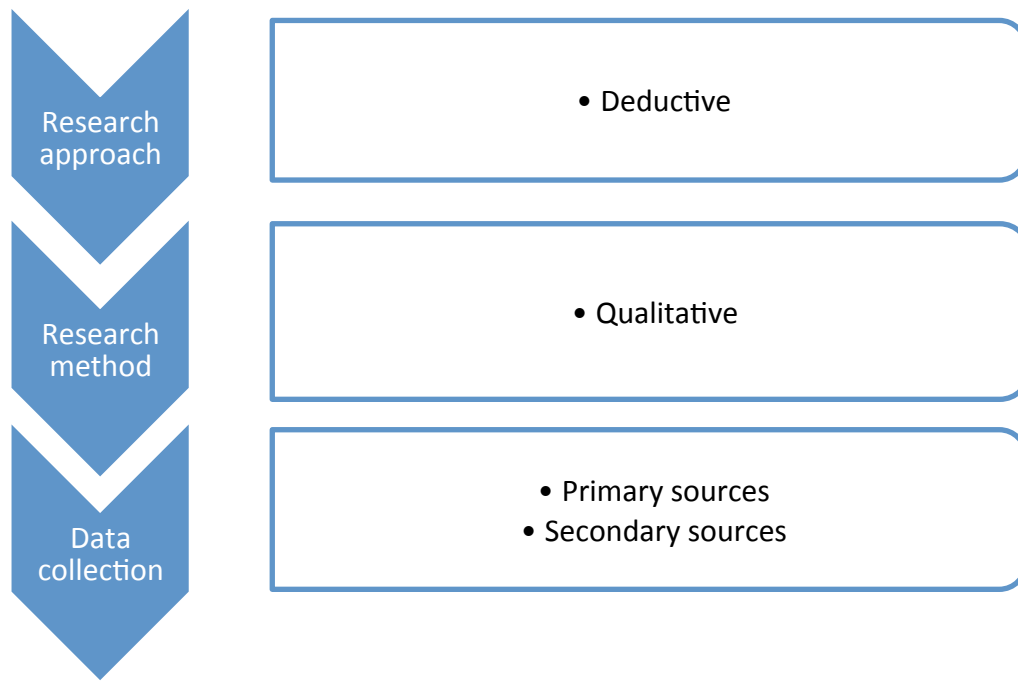 Research
approach
• Deductive
Research
method
• Qualitative
Data
collection
• Primary sources
• Secondary sources